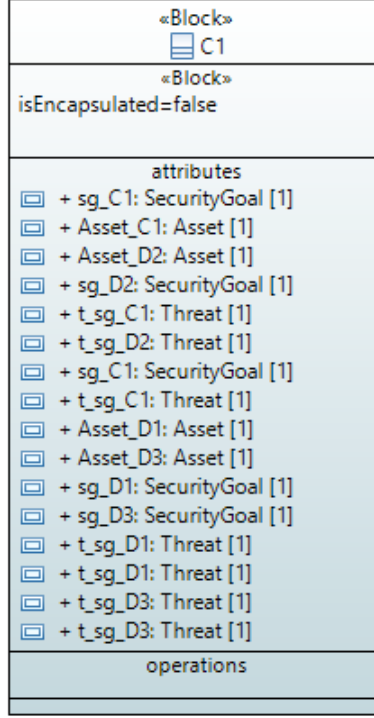 «Block»
C1
«Block»
isEncapsulated=false
attributes
+ sg_C1: SecurityGoal [1]
+ Asset_C1: Asset [1]
+ Asset_D2: Asset [1]
+ sg_D2: SecurityGoal [1]
+ t_sg_C1: Threat [1]
+ t_sg_D2: Threat [1]
+ sg_C1: SecurityGoal [1]
+ t_sg_C1: Threat [1]
+ Asset_D1: Asset [1]
+ Asset_D3: Asset [1]
+ sg_D1: SecurityGoal [1]
+ sg_D3: SecurityGoal [1]
+ t_sg_D1: Threat [1]
+ t_sg_D1: Threat [1]
+ t_sg_D3: Threat [1]
+ t_sg_D3: Threat [1]
operations